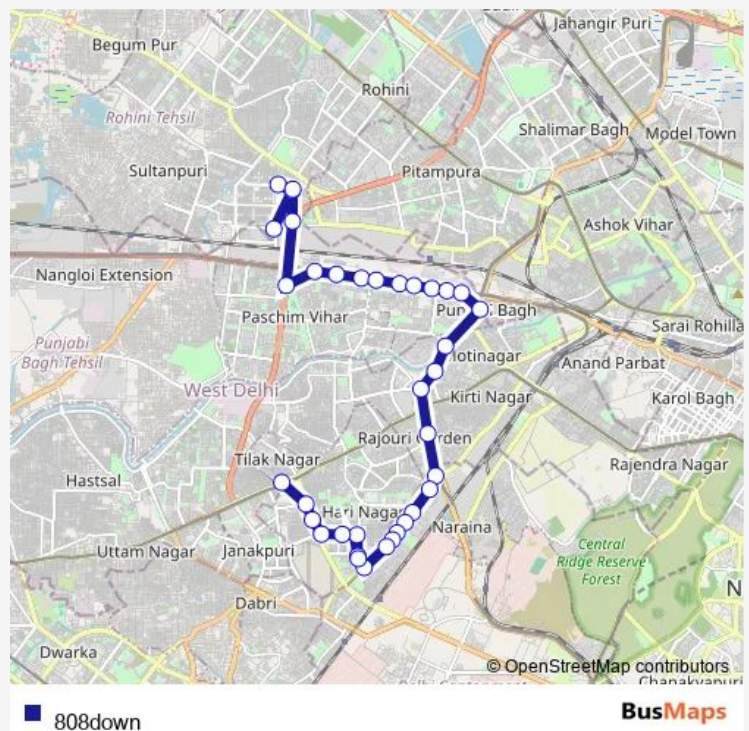 Jahangir Puri
Begum Pur
Rohini
Rohini Tehsil
Shalimar Bagh
Model Town
Sultanpuri
Pitampura
Ashok Vihar
Nangloi Extension
Paschim Vihar
Bagh
Sarai Rohilla
Punjabi
Bagh Tehsil
Motinagar
Anand Parbat
West Delhi
Kirti Nagar
Karol Bagh
Rajouri
Tilak Nagar
Rajendra Nagar
Hastsal
Hari Nagar
Naraina
Uttam Nagar
Janakpuri
Central
Ridge Reserve
Forest
N
Dabri
Dwarka
© OpenStreetMap contributors
808down
BusMaps